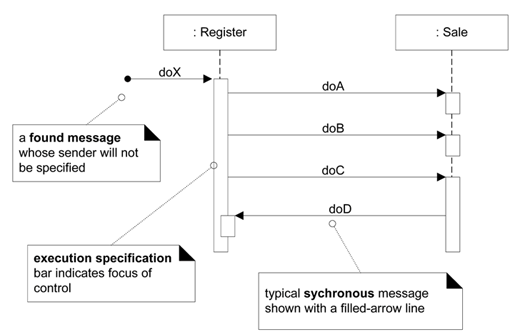 : Register
: Sale
doX
doA
doB
doC
doD
a found message
whose sender will not
be specified
execution specification
bar indicates focus of
control
typical sychronous message
shown with a filled-arrow line